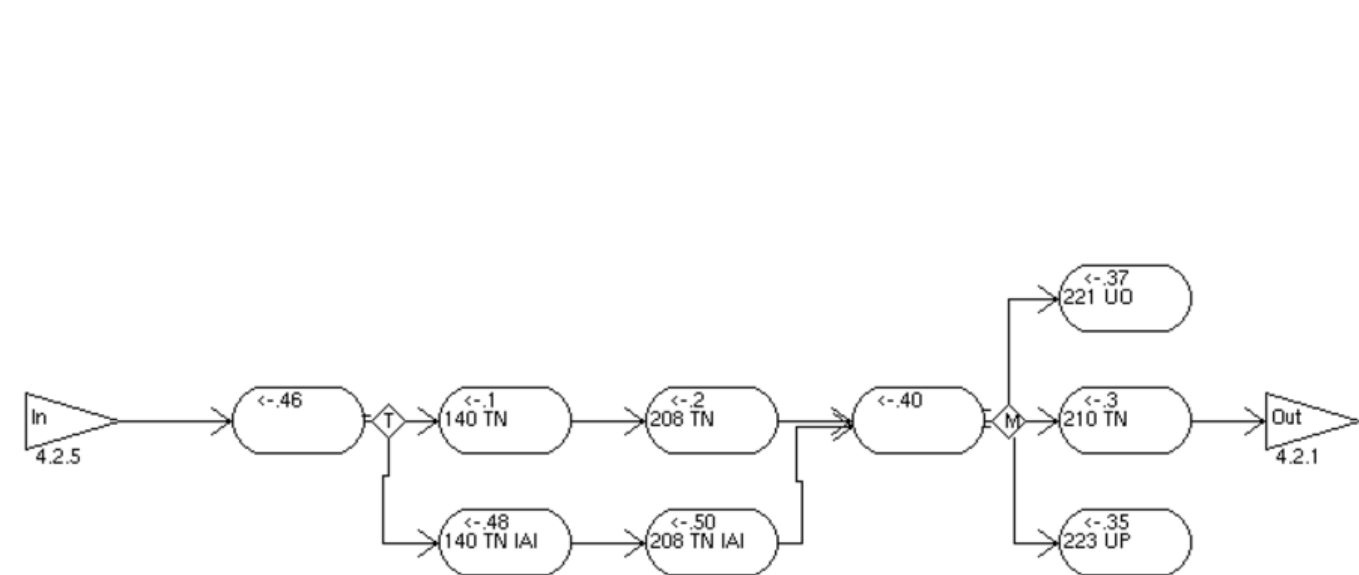 <-.37
221 UO
In
4.2.5
<-.46
T
<-.1
140 TN
<-.2
208 TN
<-.40
M
<-.3
210 TN
Out
4.2.1
<-.48
140 TN IAI
<-.50
208 TN IAI
<-.35
223 UP